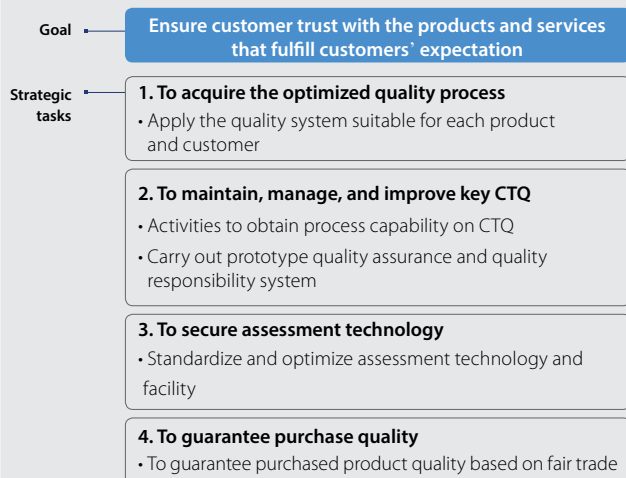 Goal
Ensure customer trust with the products and services
that fulfill customers' expectation
Strategic
tasks
1. To acquire the optimized quality process
• Apply the quality system suitable for each product
and customer
2. To maintain, manage, and improve key CTQ
• Activities to obtain process capability on CTQ
• Carry out prototype quality assurance and quality
responsibility system
3. To secure assessment technology
• Standardize and optimize assessment technology and
facility
4. To guarantee purchase quality
• To guarantee purchased product quality based on fair trade